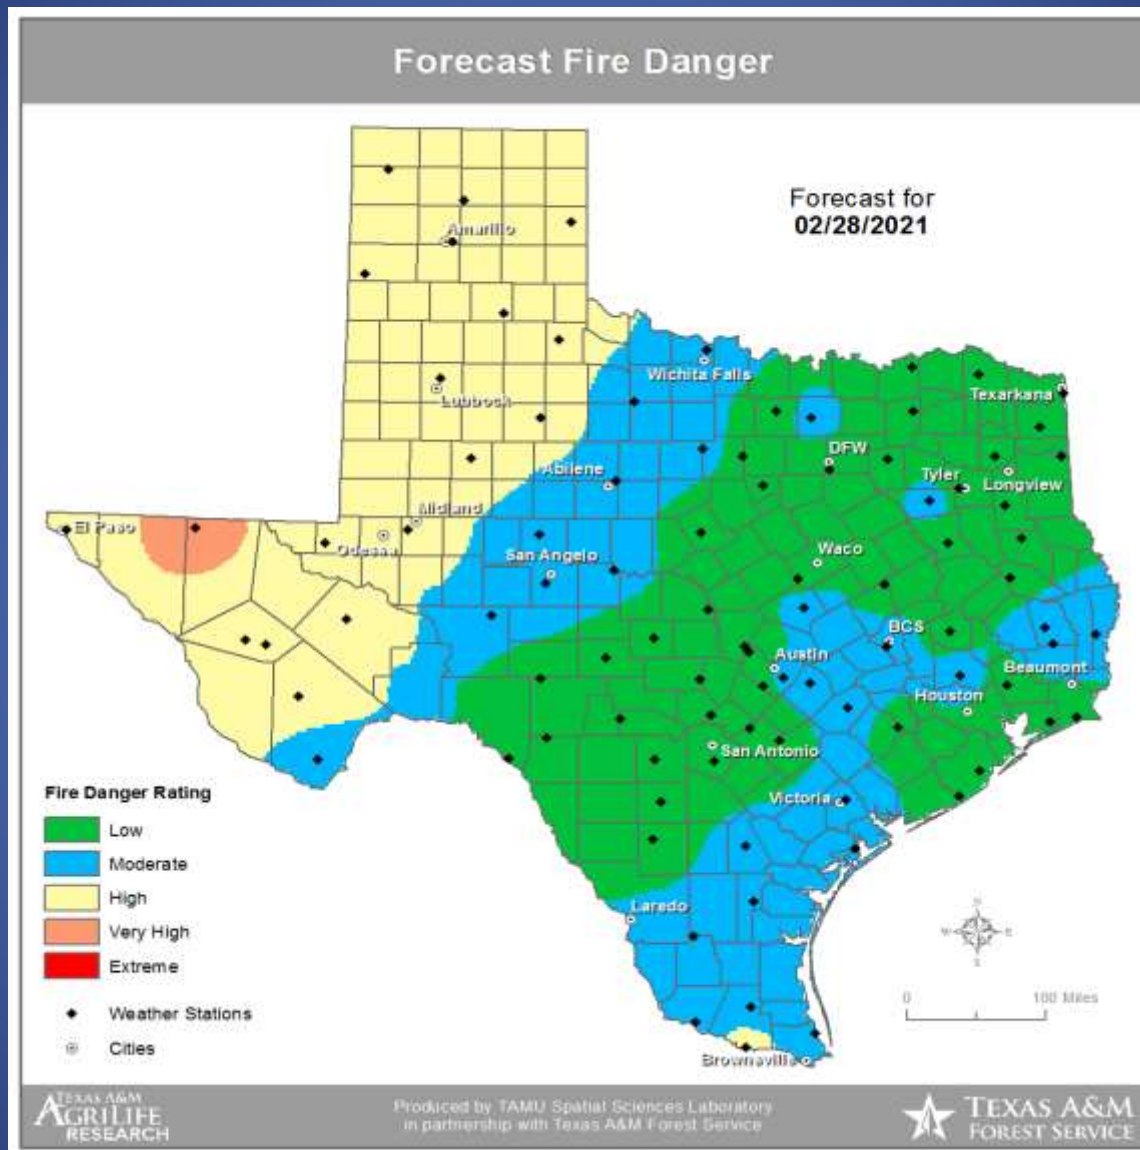 Forecast Fire Danger
Forecast for
02/28/2021
Amarillo
Wichita Falls
Lubbock
Texarkana
DFW
Abilene
Tyler
Longview
El Paso
Midland
Odessa
San Angelo
Waco
BCS
Austin
Beaumont
Houston
San Antonio
Victoria
Laredo
Brownsville
Fire Danger Rating
Low
Moderate
High
Very High
Extreme
Weather Stations
Cities
N
W
E
S
0
100 Miles
TEXAS A&M
AGRILIFE
RESEARCH
Produced by TAMU Spatial Sciences Laboratory
in partnership with Texas A&M Forest Service
TEXAS A&M
FOREST SERVICE